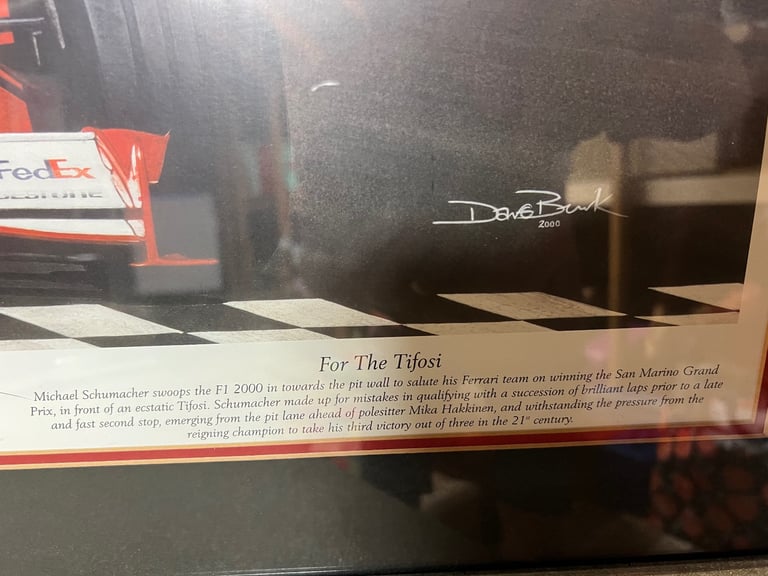 FedEx
Dave Bunk
2000
For The Tifosi
Michael Schumacher swoops the F1 2000 in towards the pit wall to salute his Ferrari team on winning the San Marino Grand
Prix, in front of an ecstatic Tifosi. Schumacher made up for mistakes in qualifying with a succession of brilliant laps prior to a late
and fast second stop, emerging from the pit lane ahead of polesitter Mika Hakkinen, and withstanding the pressure from the
reigning champion to take his third victory out of three in the 21st century.